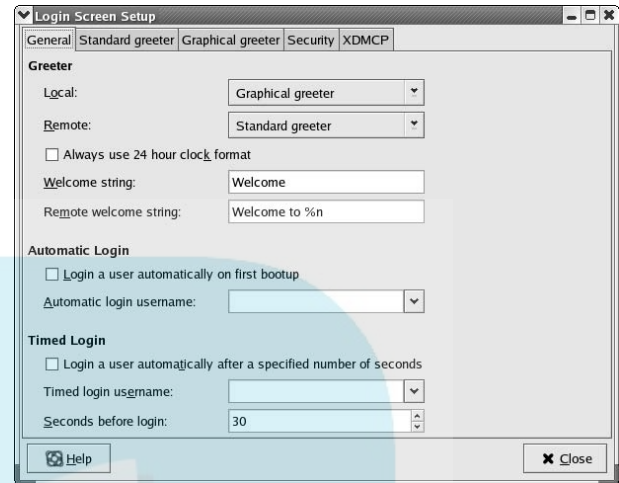 Login Screen Setup
General Standard greeter Graphical greeter Security XDMCP
Greeter
Local: Graphical greeter
Remote: Standard greeter
Always use 24 hour clock format
Welcome string: Welcome
Remote welcome string: Welcome to %n
Automatic Login
Login a user automatically on first bootup
Automatic login username:
Timed Login
Login a user automatically after a specified number of seconds
Timed login username:
Seconds before login: 30
Help Close